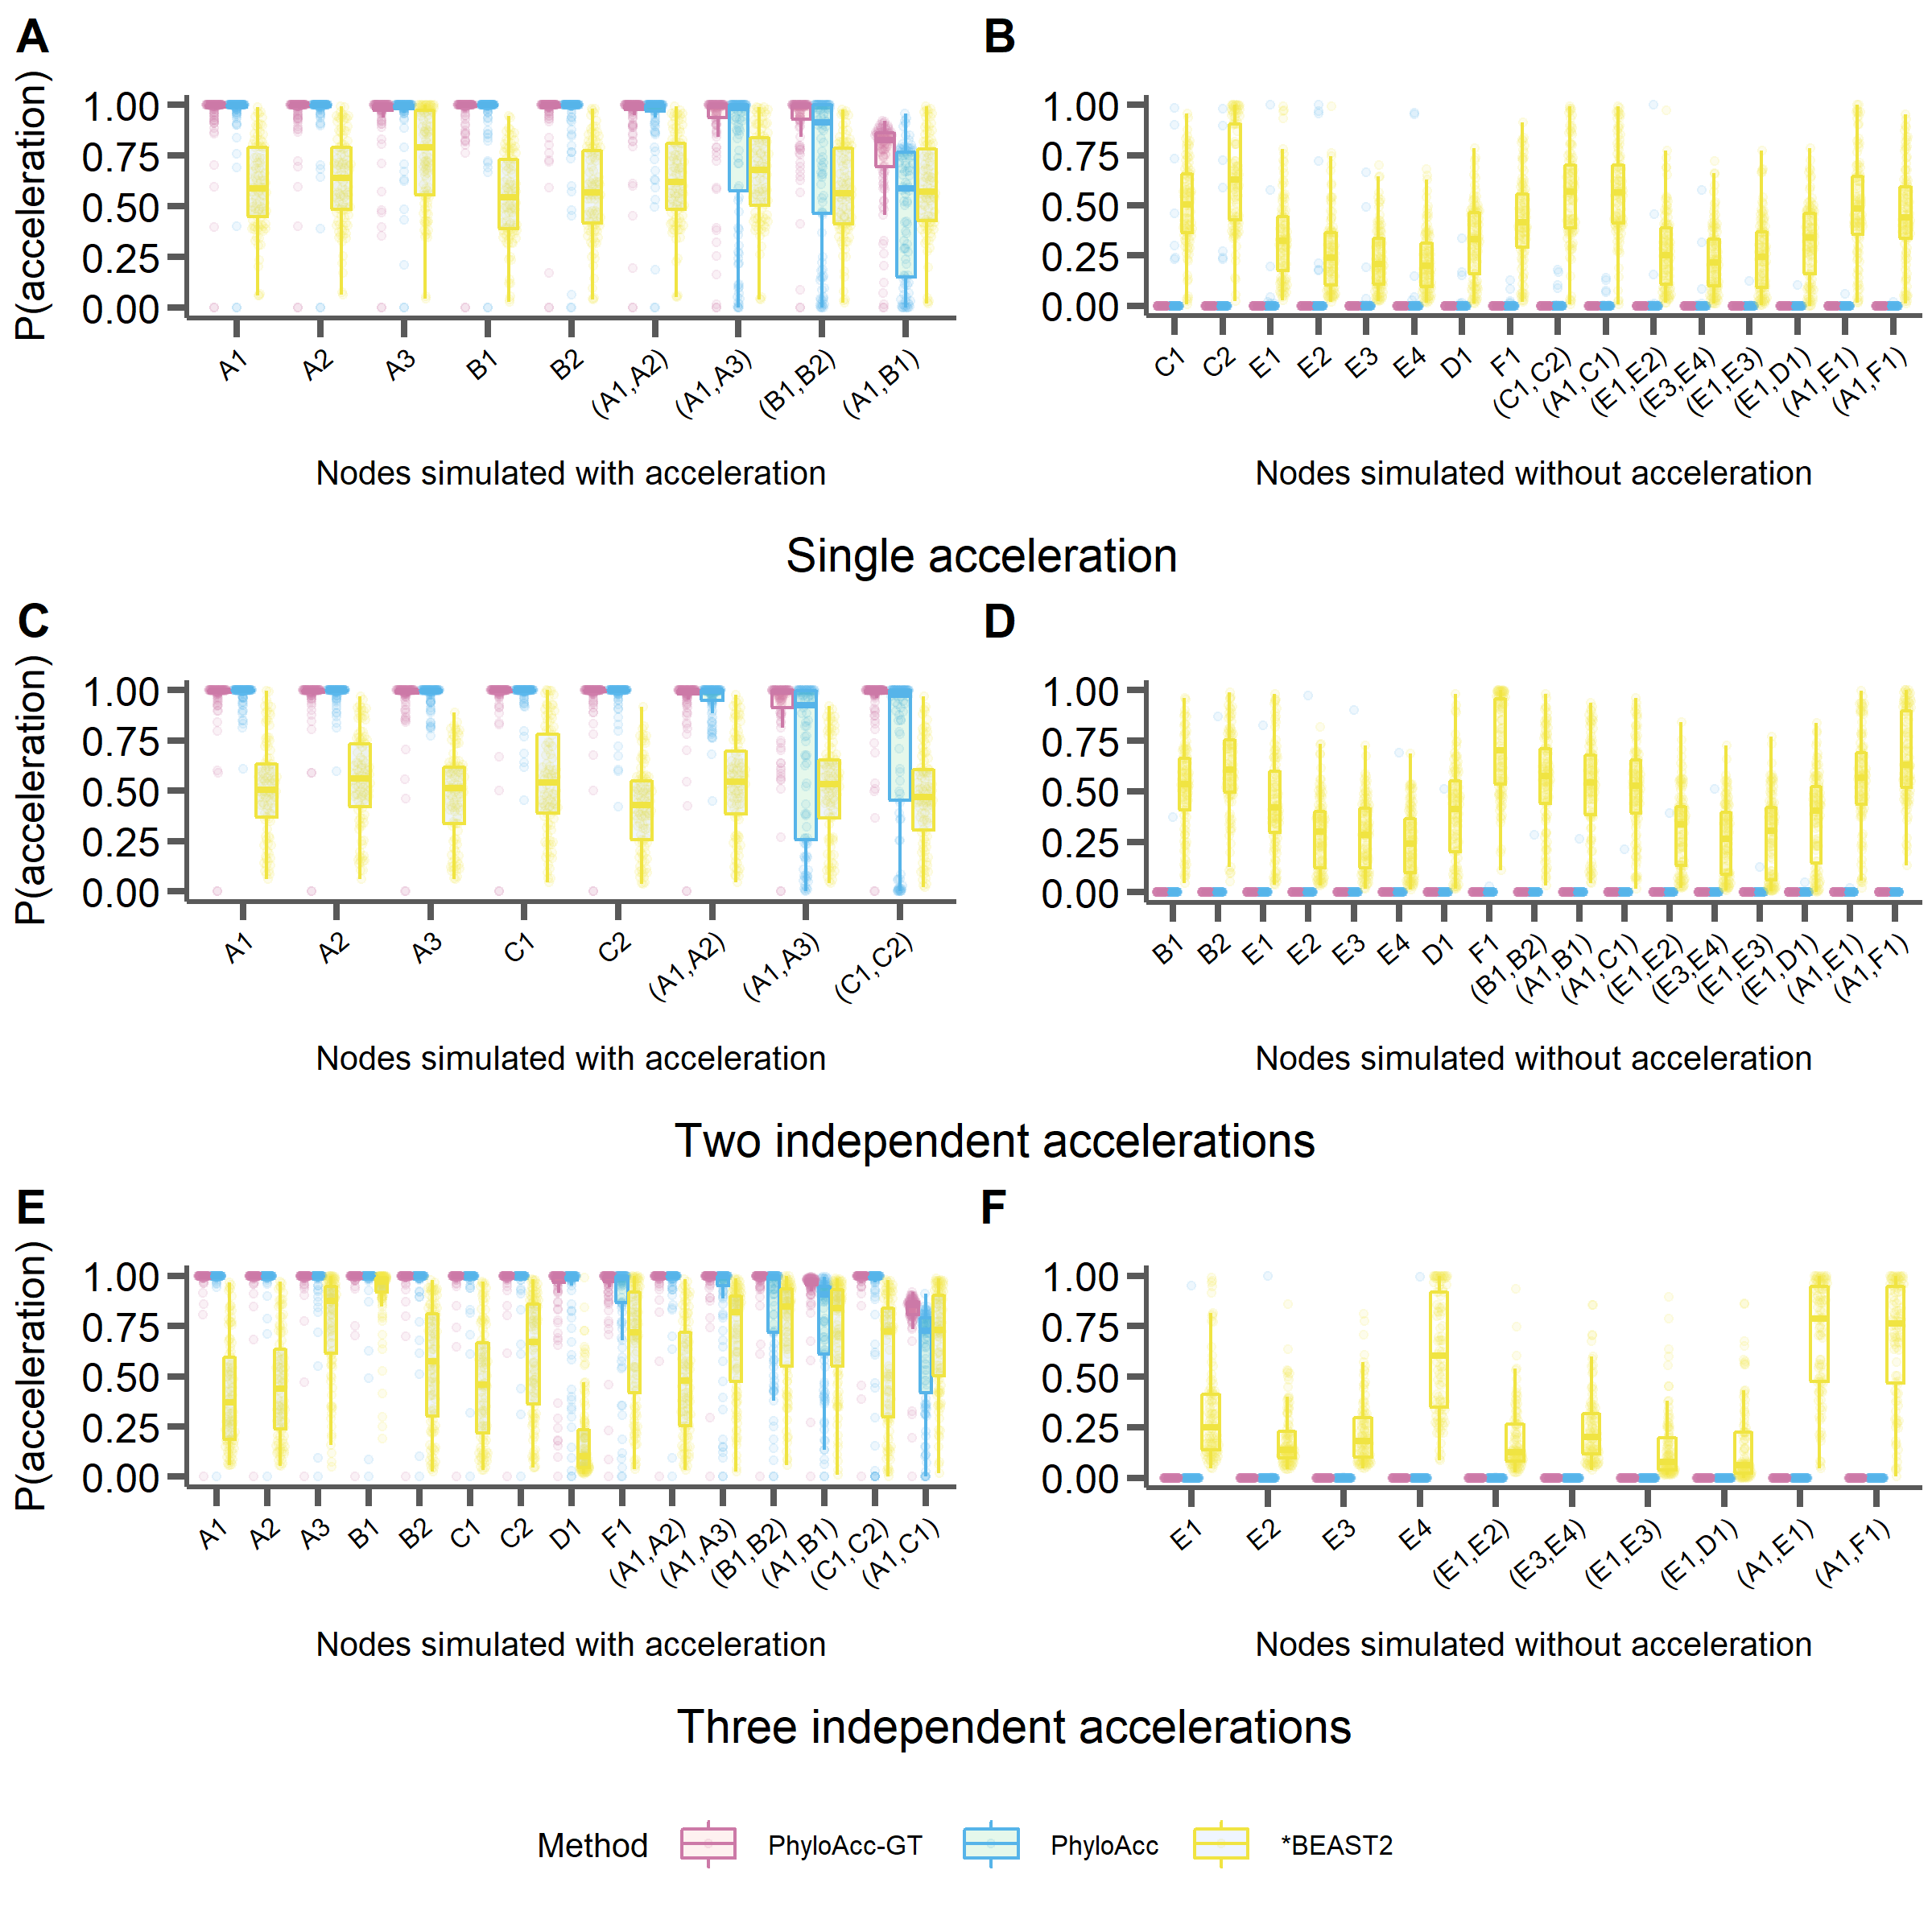 A
P(acceleration)
1.00
0.75
0.50
0.25
0.00
A1 A2 A3 B1 B2 (A1,A2) (A1,A3) (B1,B2) (A1,B1)
Nodes simulated with acceleration
B
1.00
0.75
0.50
0.25
0.00
C1 C2 E1 E2 E3 E4 D1 F1 (C1,C2) (A1,C1) (E1,E2) (E3,E4) (E1,E3) (E1,D1) (A1,E1) (A1,F1)
Nodes simulated without acceleration
Single acceleration
C
P(acceleration)
1.00
0.75
0.50
0.25
0.00
A1 A2 A3 C1 C2 (A1,A2) (A1,A3) (C1,C2)
Nodes simulated with acceleration
D
1.00
0.75
0.50
0.25
0.00
B1 B2 E1 E2 E3 E4 D1 F1 (B1,B2) (A1,B1) (A1,C1) (E1,E2) (E3,E4) (E1,E3) (E1,D1) (A1,E1) (A1,F1)
Nodes simulated without acceleration
Two independent accelerations
E
P(acceleration)
1.00
0.75
0.50
0.25
0.00
A1 A2 A3 B1 B2 C1 C2 D1 F1 (A1,A2) (A1,A3) (B1,B2) (A1,B1) (C1,C2) (A1,C1)
Nodes simulated with acceleration
F
1.00
0.75
0.50
0.25
0.00
E1 E2 E3 E4 (E1,E2) (E3,E4) (E1,E3) (E1,D1) (A1,E1) (A1,F1)
Nodes simulated without acceleration
Three independent accelerations
Method PhyloAcc-GT PhyloAcc *BEAST2